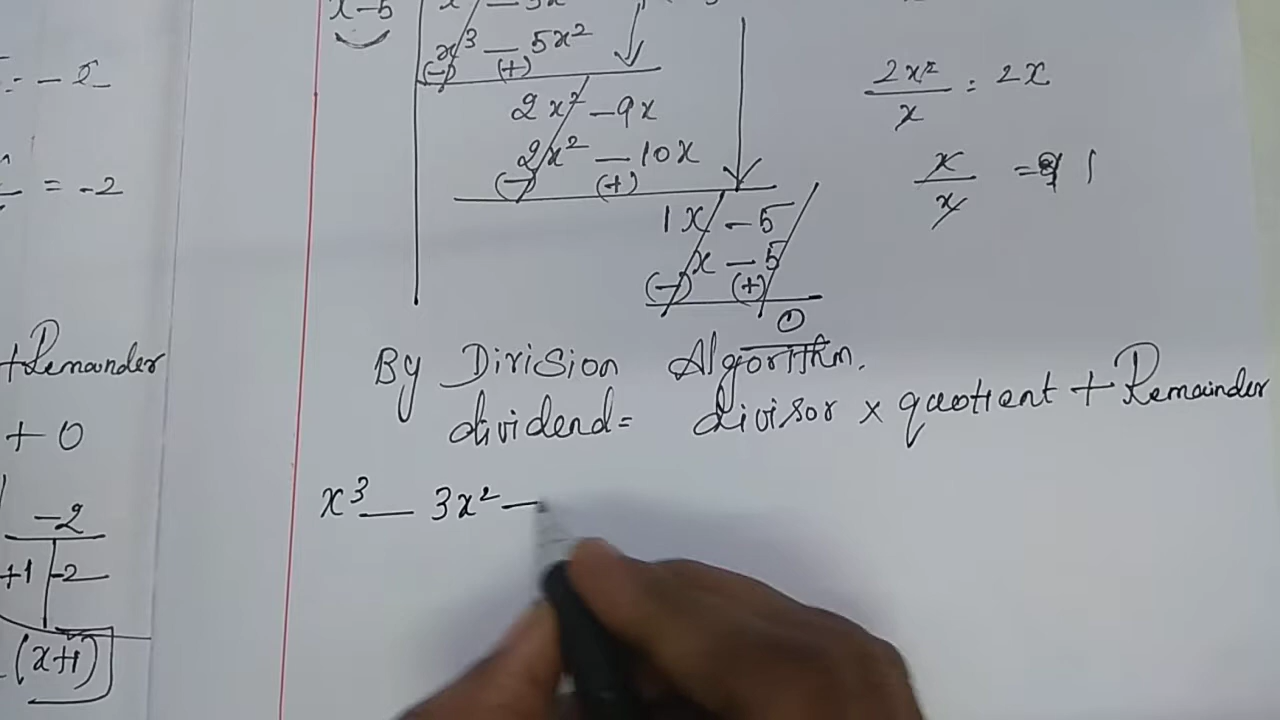 = - 2
= -2
+Remainder
+ 0
-2
+1 | -2
(x+1)
x-5
x³ - 5x²
(-) (+)
2x² - 9x
2x² - 10x
(-) (+)
1x - 5
x - 5
(-) (+)
0
2x²/x = 2x
x/x = 1
By Division Algorithm.
dividend= divisor × quotient + Remainder
x³ - 3x² -